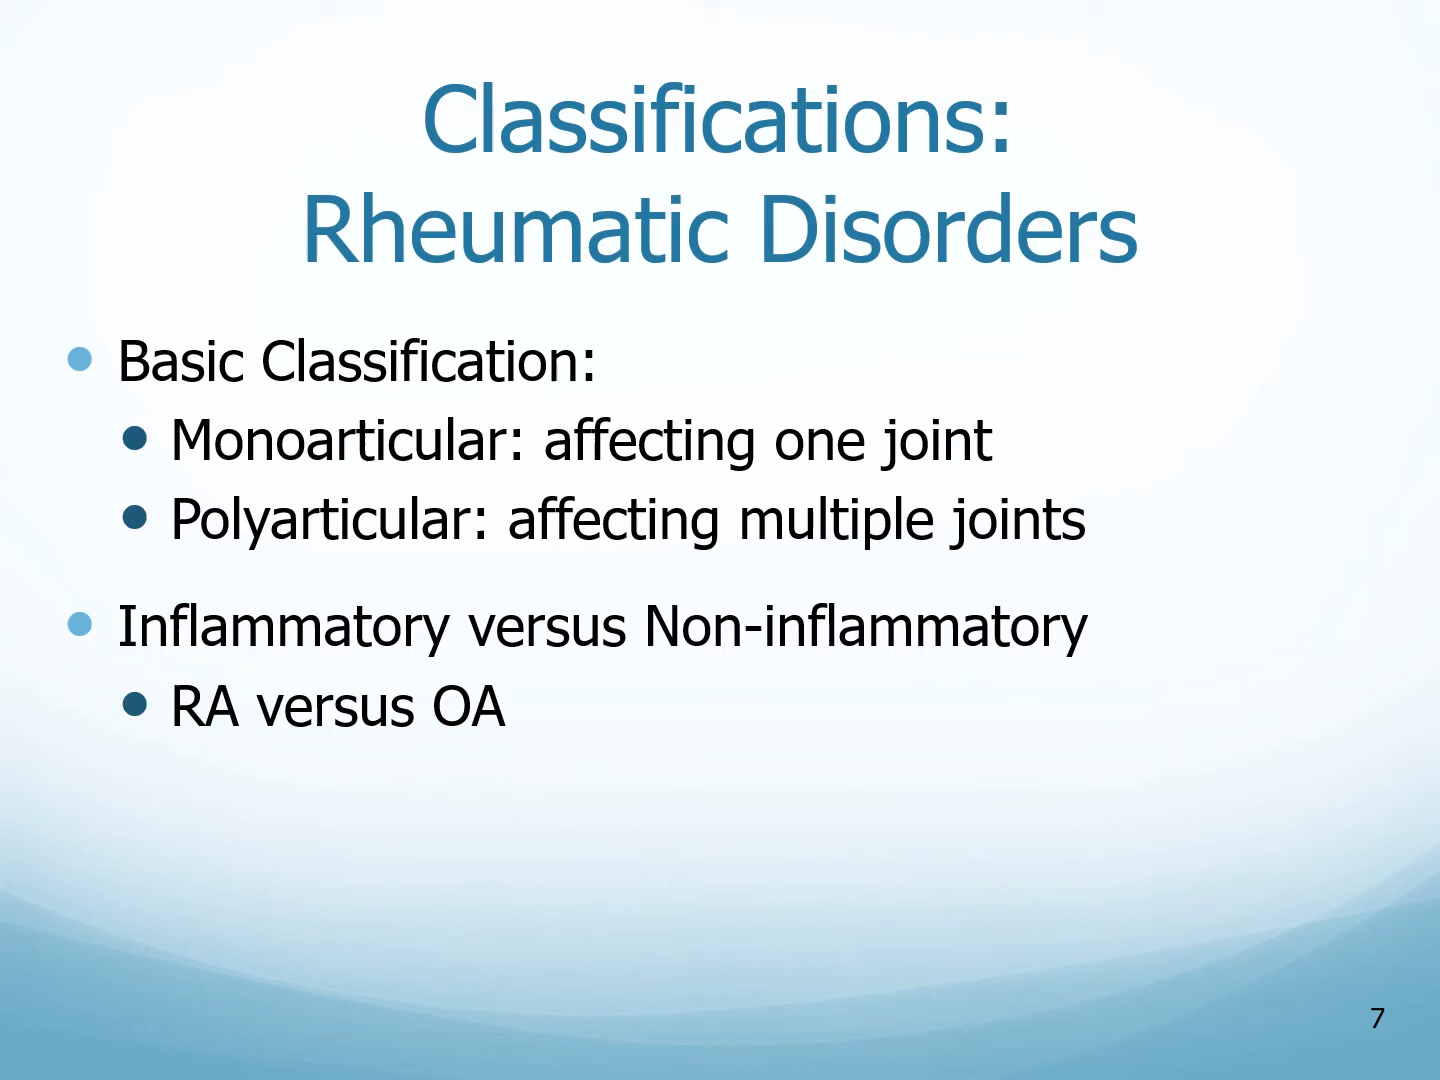 Classifications:
Rheumatic Disorders
Basic Classification:
Monoarticular: affecting one joint
Polyarticular: affecting multiple joints
Inflammatory versus Non-inflammatory
RA versus OA
7